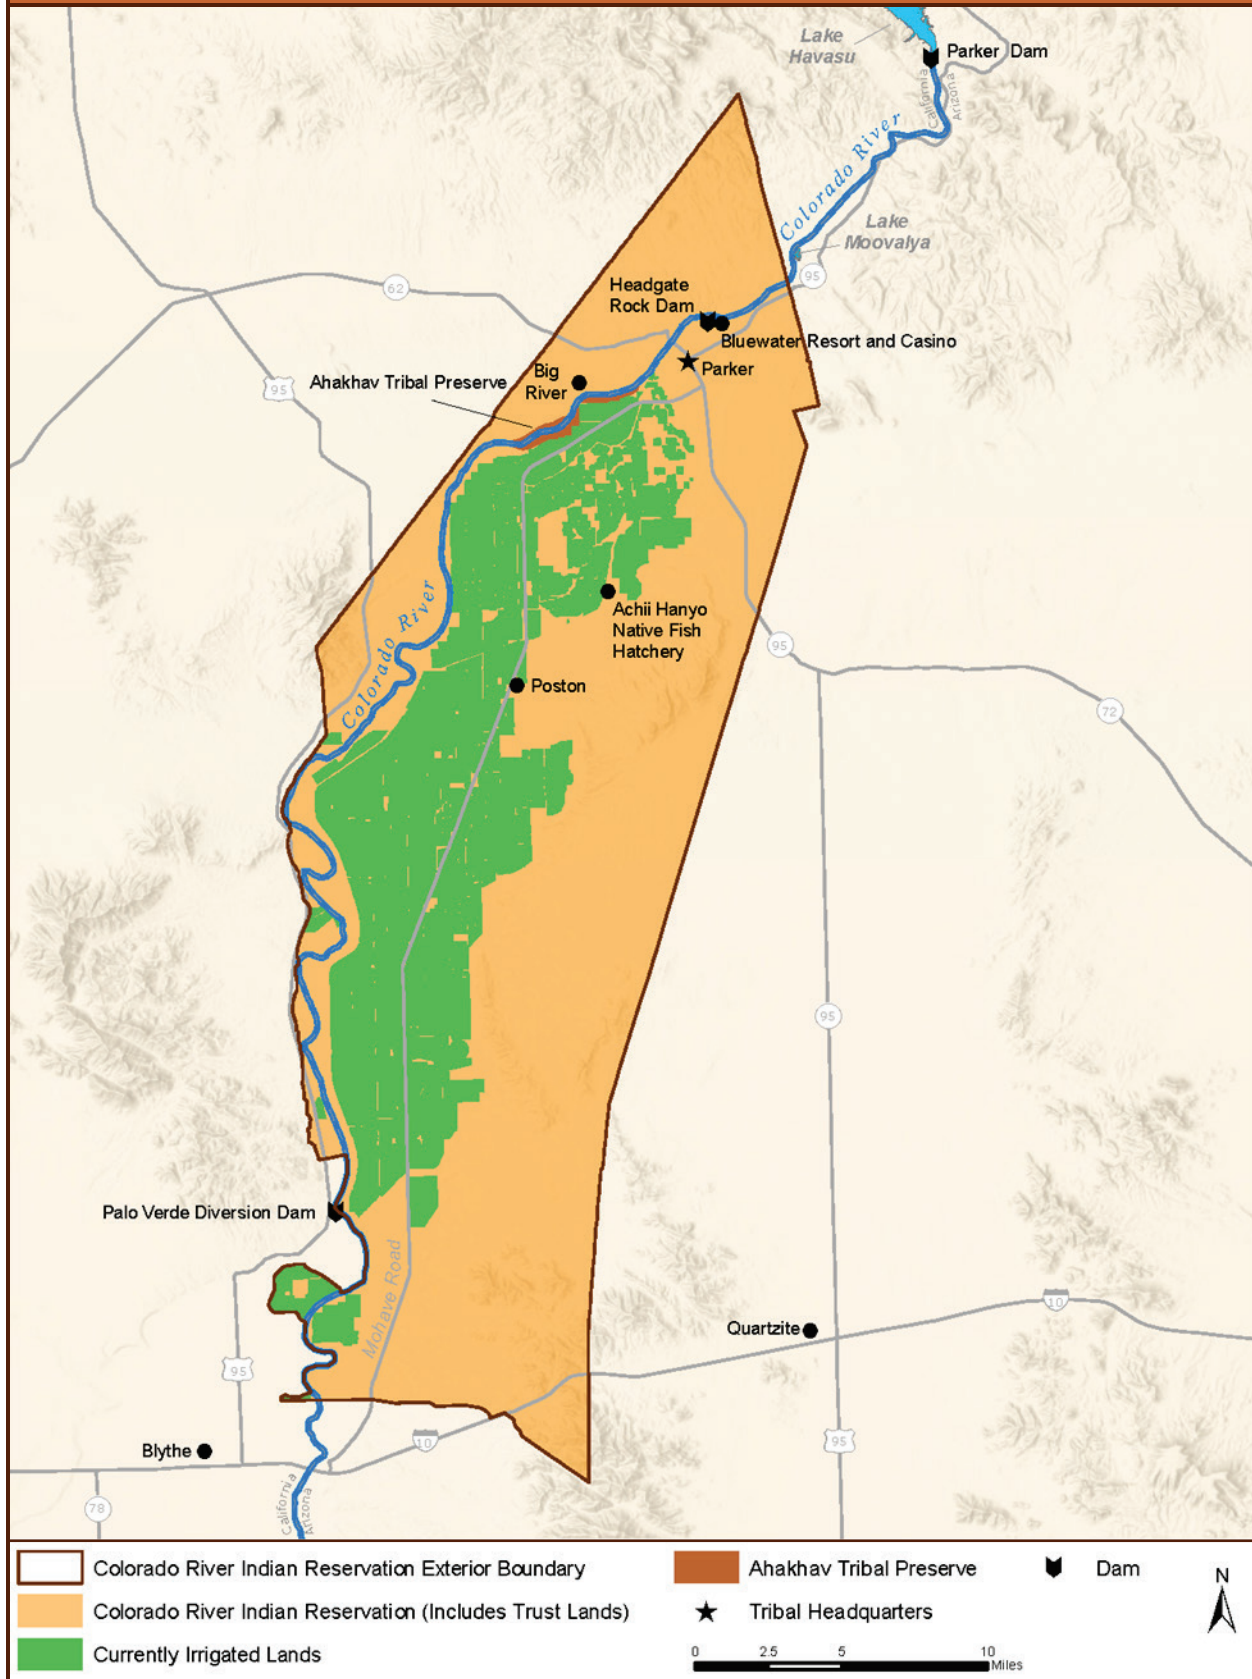 Lake
Havasu
Parker Dam
California
Arizona
Colorado River
Lake
Moovalya
95
62
Headgate
Rock Dam
Bluewater Resort and Casino
Parker
Big
River
Ahakhav Tribal Preserve
95
Achii Hanyo
Native Fish
Hatchery
Colorado River
95
Poston
72
95
Palo Verde Diversion Dam
Mohave Road
10
Quartzite
95
10
95
Blythe
78
California
Arizona
Colorado River Indian Reservation Exterior Boundary
Ahakhav Tribal Preserve
Dam
N
Colorado River Indian Reservation (Includes Trust Lands)
Tribal Headquarters
Currently Irrigated Lands
0 2.5 5 10
Miles